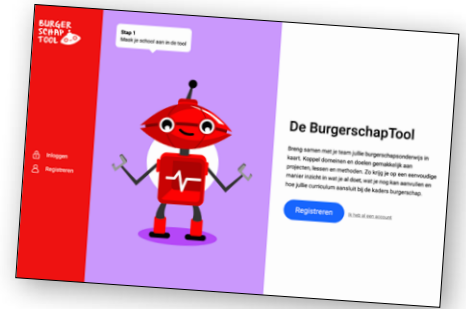 BURGER
SCHAP
TOOL
Stap 1
Maak je school aan in de tool
Inloggen
Registreren
De BurgerschapTool
Breng samen met je team jullie burgerschapsonderwijs in
kaart. Koppel domeinen en doelen gemakkelijk aan
projecten, lessen en methoden. Zo krijg je op een eenvoudige
manier inzicht in wat je al doet, wat je nog kan aanvullen en
hoe jullie curriculum aansluit bij de kaders burgerschap.
Registreren
Ik heb al een account